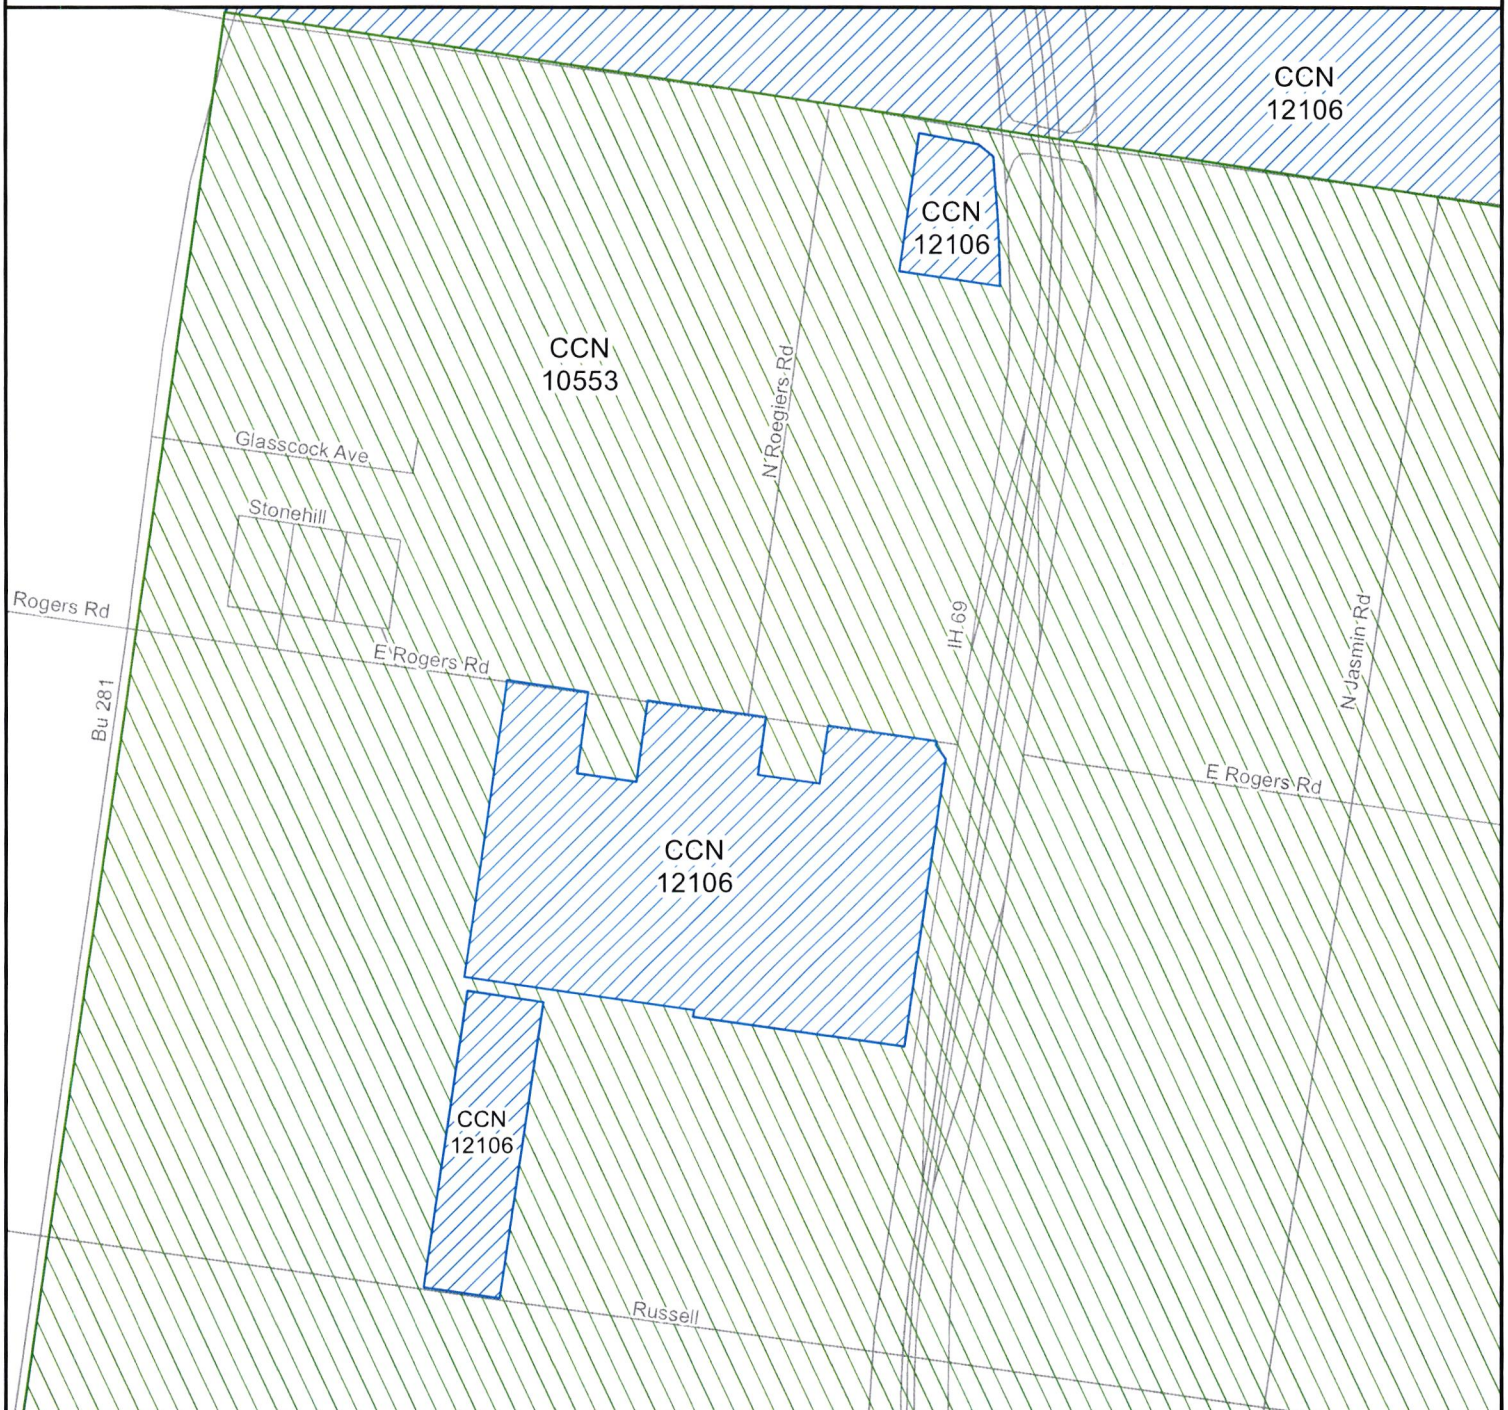 CCN
12106
CCN
12106
CCN
10553
N Roegiers Rd
Glasscock Ave
Stonehill
Rogers Rd
E Rogers Rd
IH 69
N Jasmin Rd
Bu 281
E Rogers Rd
CCN
12106
CCN
12106
Russell